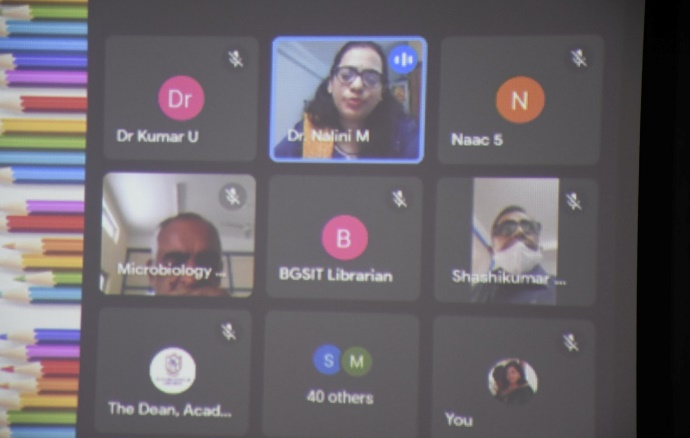 Dr
Dr Kumar U
Dr. Nalini M
N
Naac 5
Microbiology ...
B
BGSIT Librarian
Shashikumar ...
The Dean, Acad...
S M
40 others
You